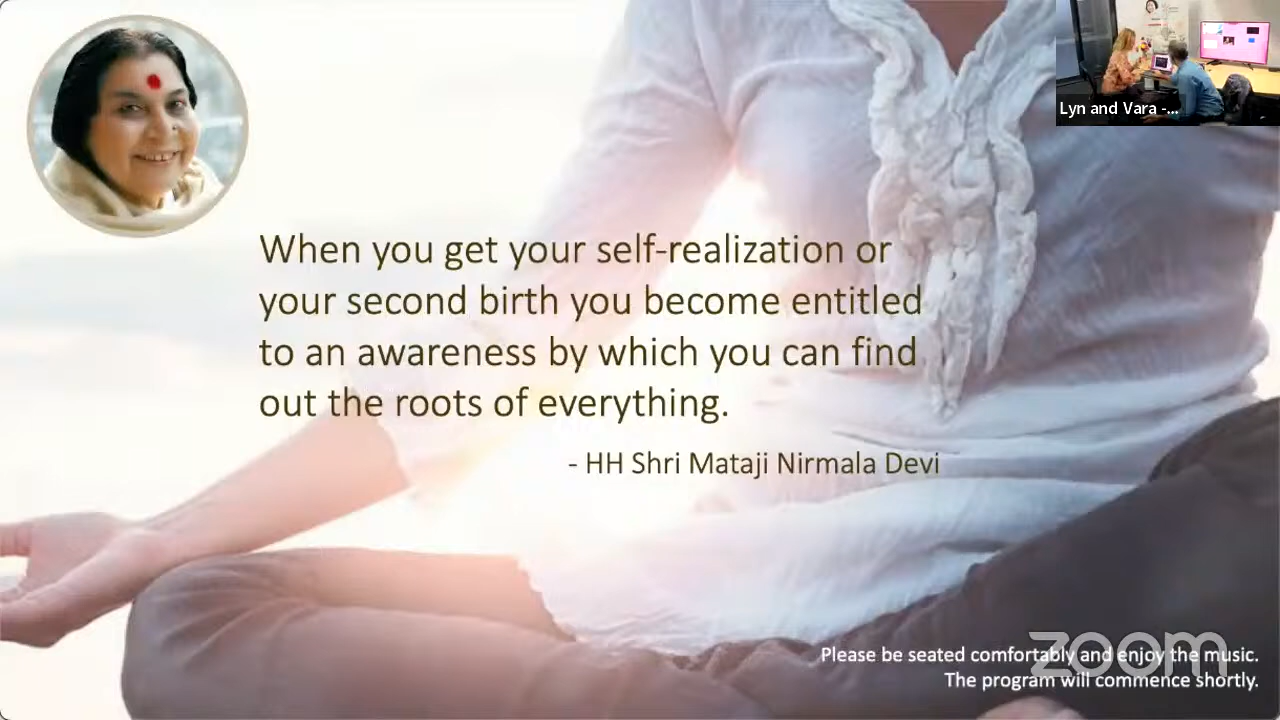 Lyn and Vara -...
When you get your self-realization or
your second birth you become entitled
to an awareness by which you can find
out the roots of everything.
- HH Shri Mataji Nirmala Devi
Please be seated comfortably and enjoy the music.
The program will commence shortly.
zoom